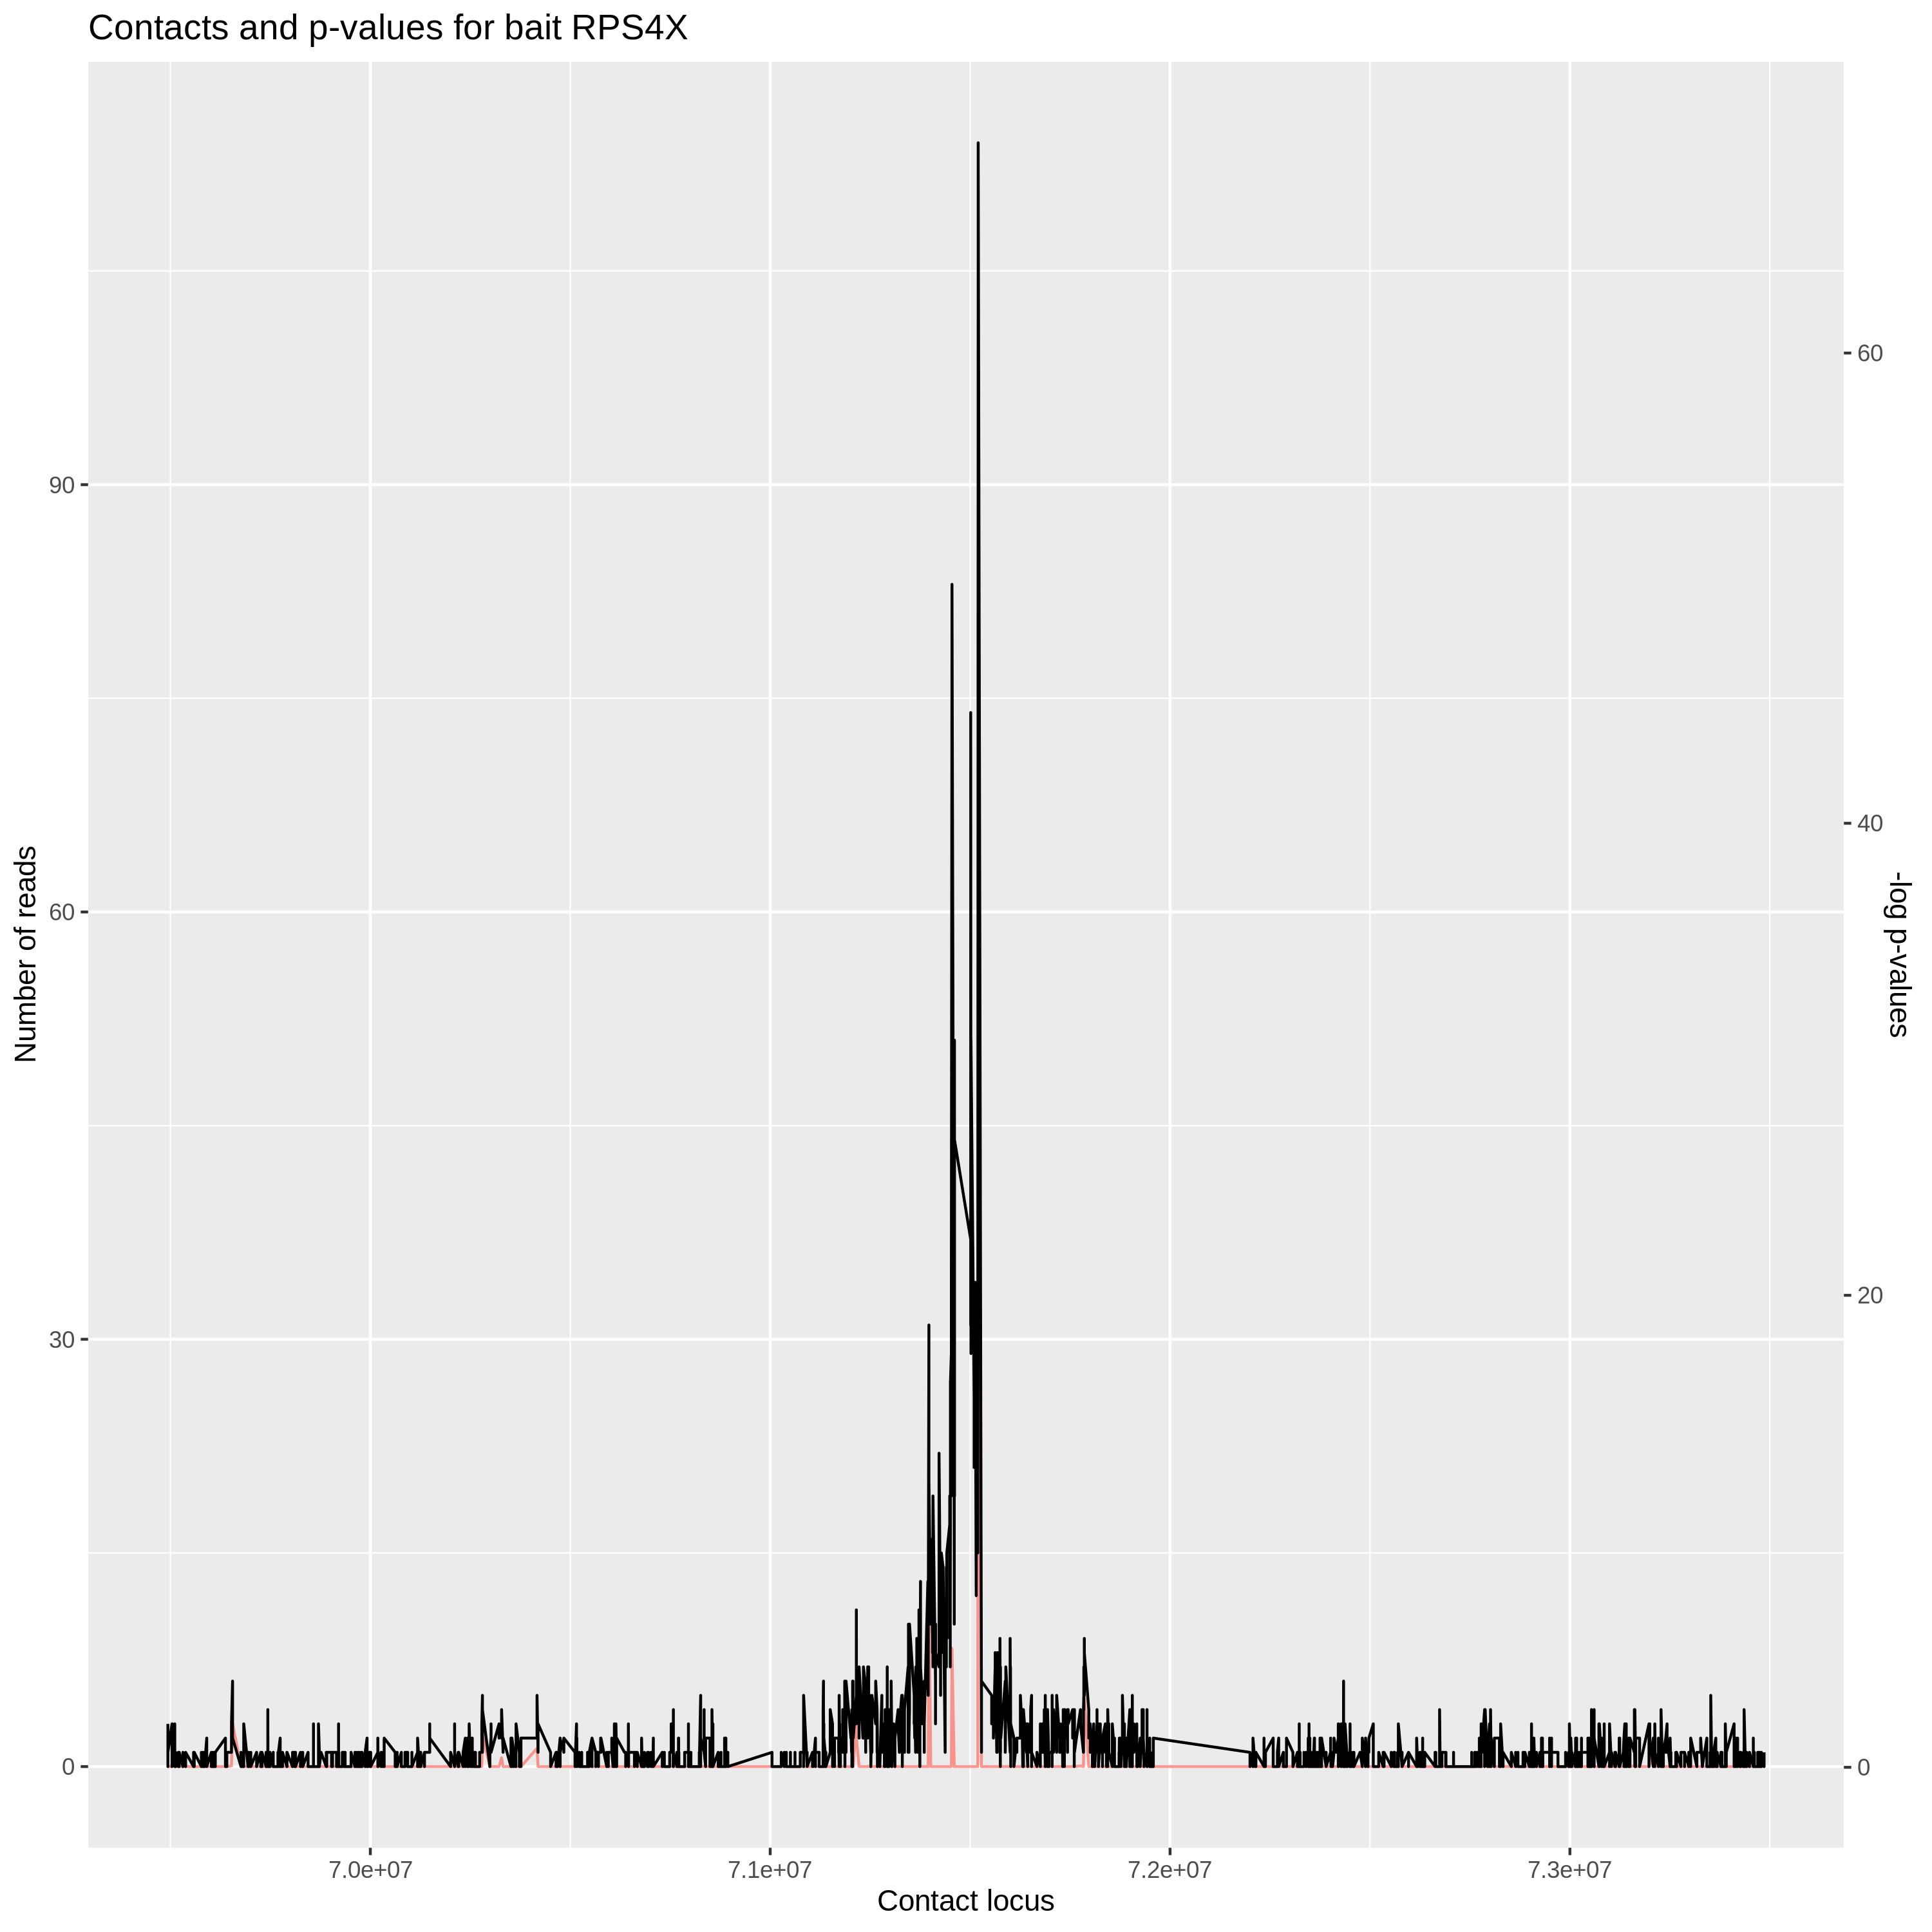 Contacts and p-values for bait RPS4X
90
60
30
0
Number of reads
60
40
20
0
-log p-values
7.0e+07
7.1e+07
7.2e+07
7.3e+07
Contact locus